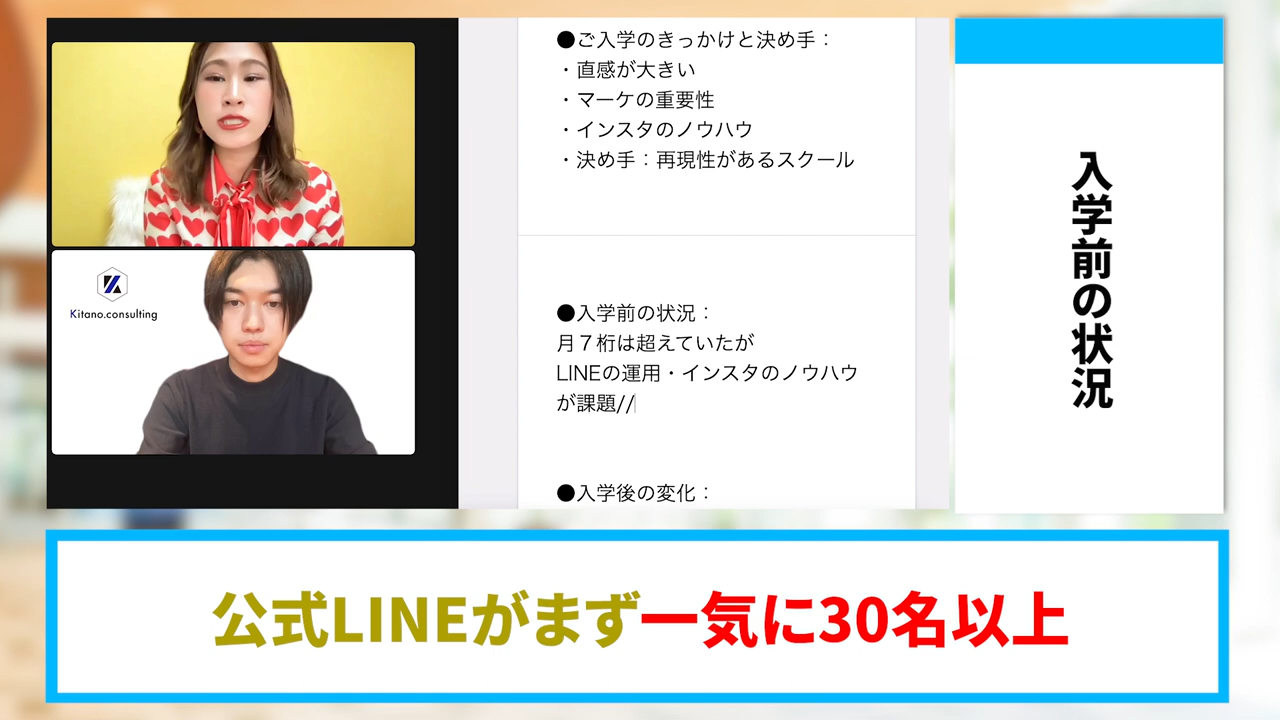 Kitano.consulting
●ご入学のきっかけと決め手：
・直感が大きい
・マーケの重要性
・インスタのノウハウ
・決め手：再現性があるスクール
●入学前の状況：
月７桁は超えていたが
LINEの運用・インスタのノウハウ
が課題//
●入学後の変化：
入学前の状況
公式LINEがまず一気に30名以上